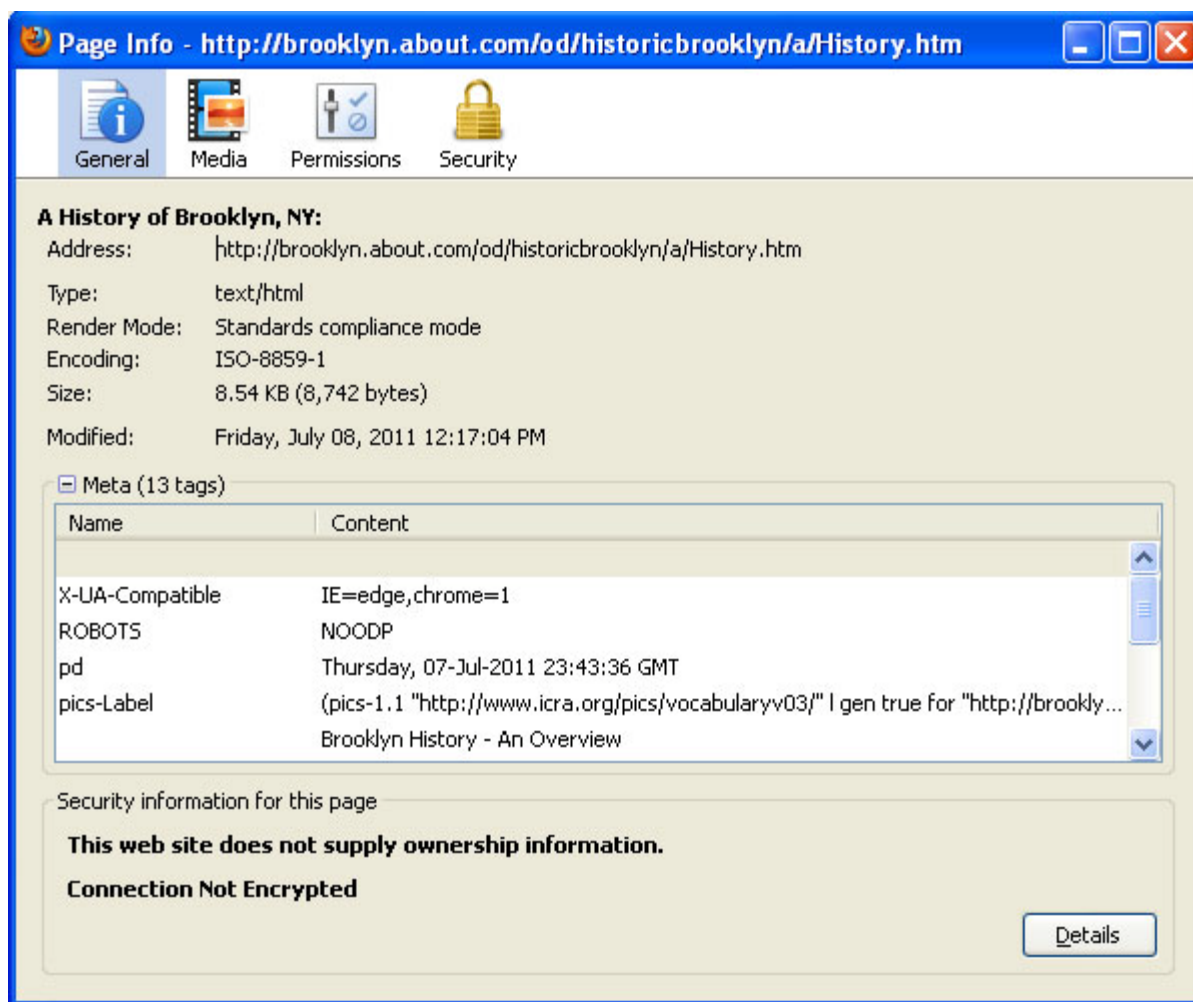 Page Info - http://brooklyn.about.com/od/historicbrooklyn/a/History.htm
General Media Permissions Security
A History of Brooklyn, NY:
Address: http://brooklyn.about.com/od/historicbrooklyn/a/History.htm
Type: text/html
Render Mode: Standards compliance mode
Encoding: ISO-8859-1
Size: 8.54 KB (8,742 bytes)
Modified: Friday, July 08, 2011 12:17:04 PM
Meta (13 tags)
Name Content
X-UA-Compatible IE=edge,chrome=1
ROBOTS NOODP
pd Thursday, 07-Jul-2011 23:43:36 GMT
pics-Label (pics-1.1 "http://www.icra.org/pics/vocabularyv03/" l gen true for "http://brookly...
Brooklyn History - An Overview
Security information for this page
This web site does not supply ownership information.
Connection Not Encrypted
Details